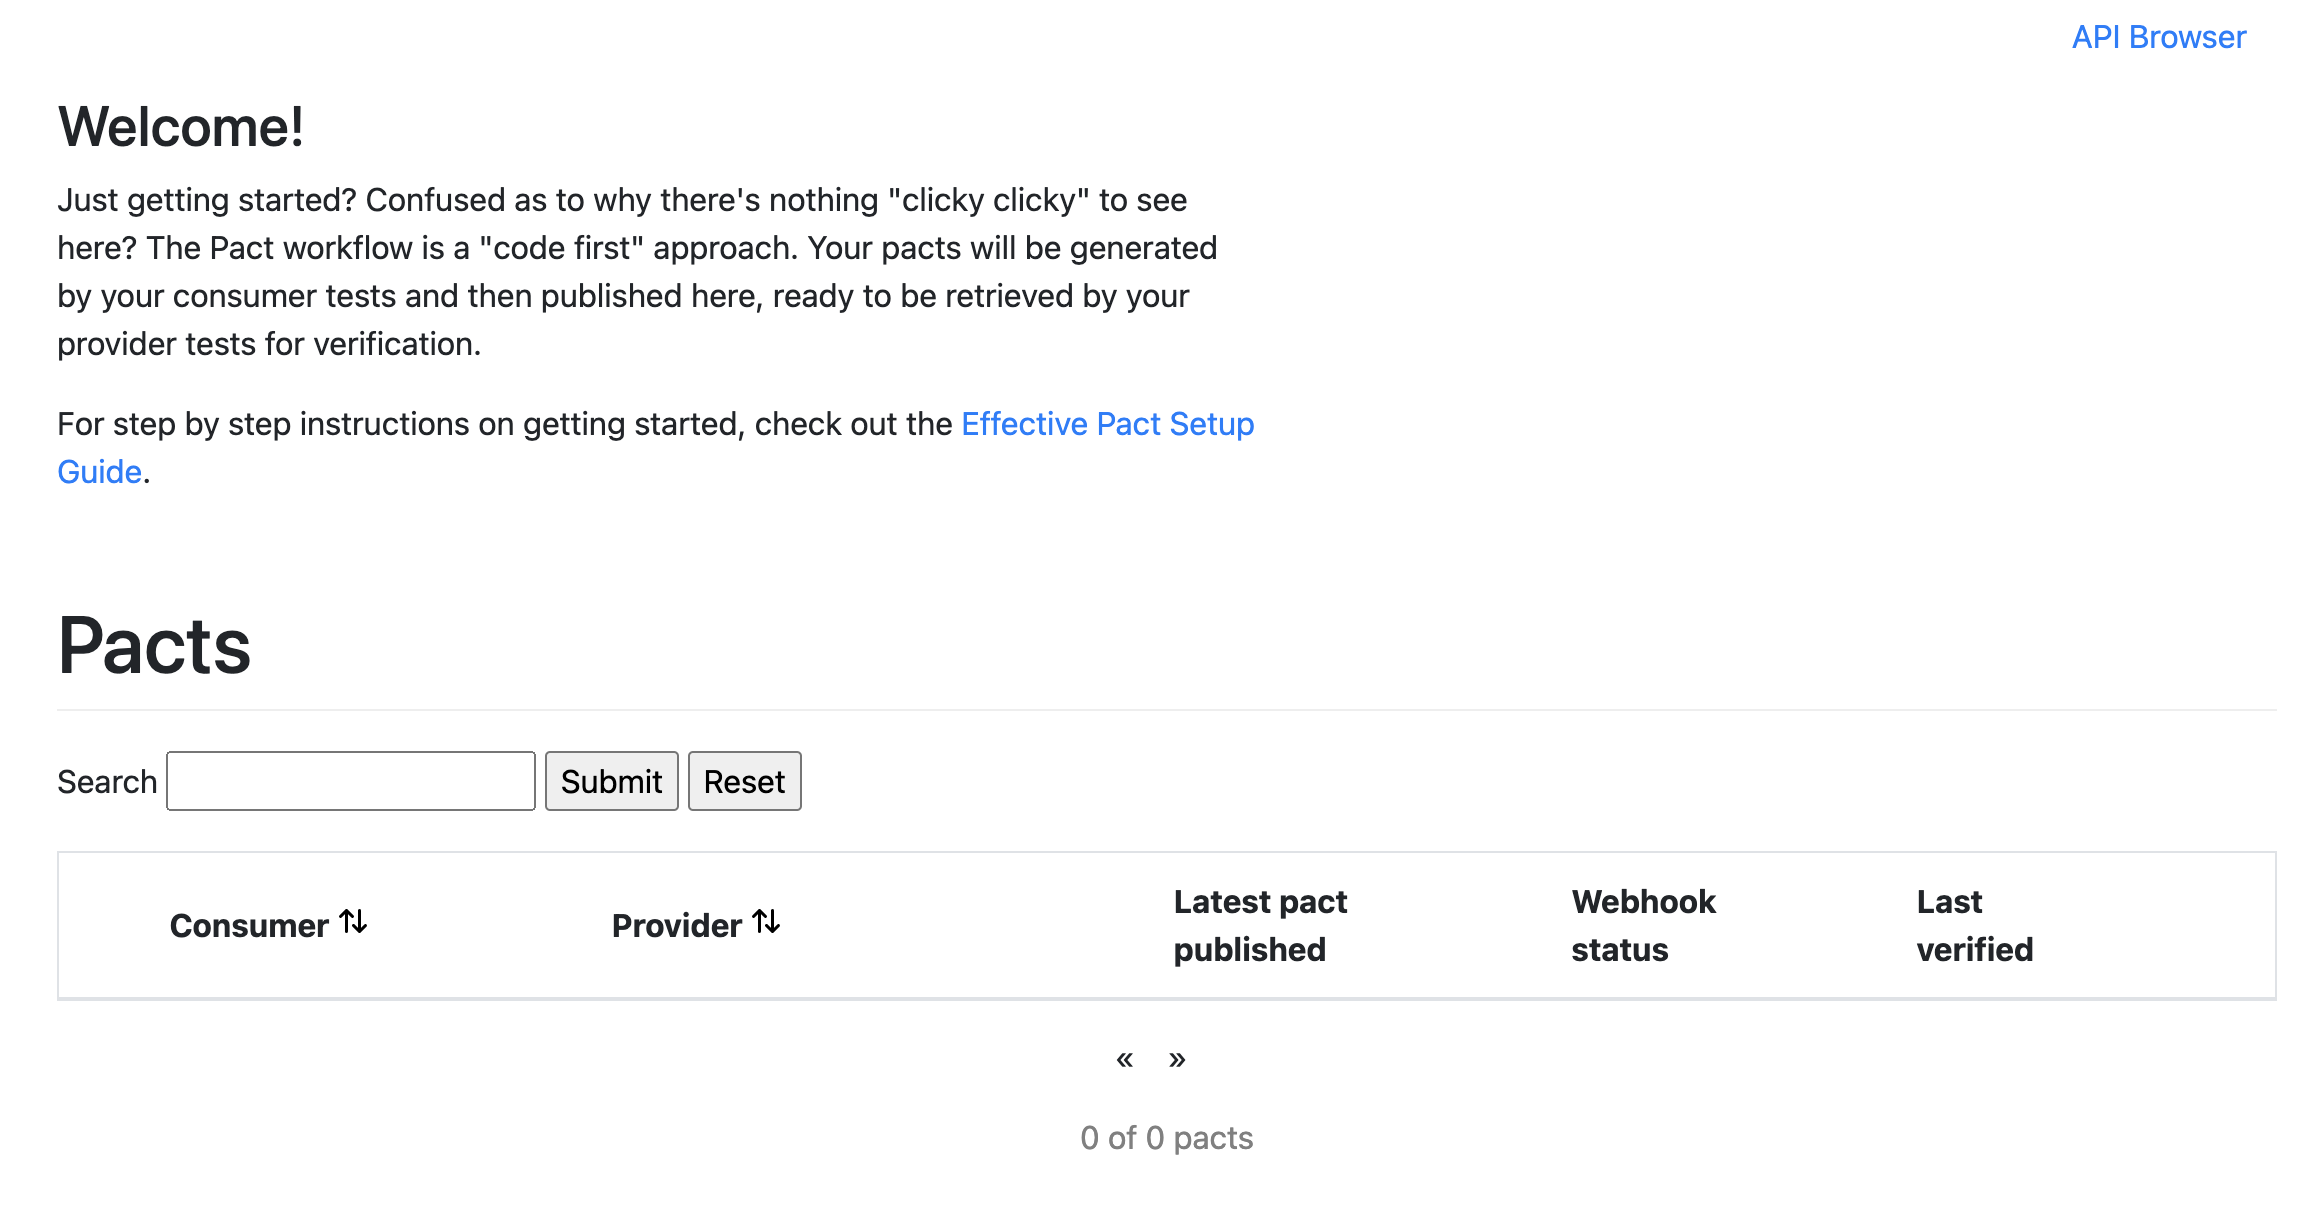 API Browser
Welcome!
Just getting started? Confused as to why there's nothing "clicky clicky" to see
here? The Pact workflow is a "code first" approach. Your pacts will be generated
by your consumer tests and then published here, ready to be retrieved by your
provider tests for verification.
For step by step instructions on getting started, check out the Effective Pact Setup
Guide.
Pacts
Search Submit Reset
Consumer Provider Latest pact published Webhook status Last verified
« »
0 of 0 pacts